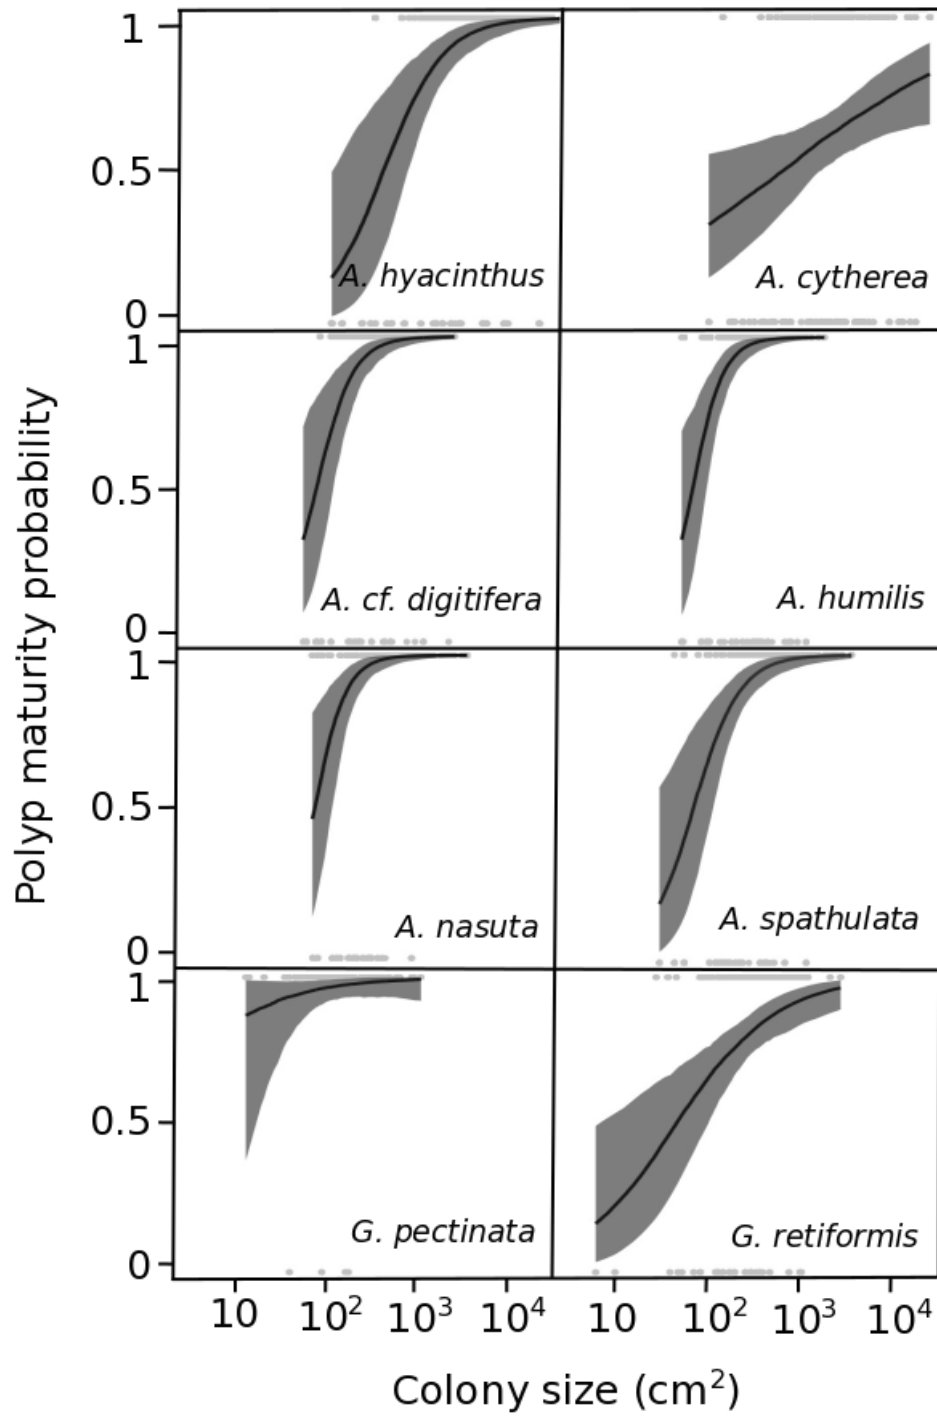 1
0.5
0
A. hyacinthus
A. cytherea
1
0.5
0
A. cf. digitifera
A. humilis
1
0.5
0
A. nasuta
A. spathulata
1
0.5
0
G. pectinata
G. retiformis
Polyp maturity probability
10 10² 10³ 10⁴ 10 10² 10³ 10⁴
Colony size (cm²)